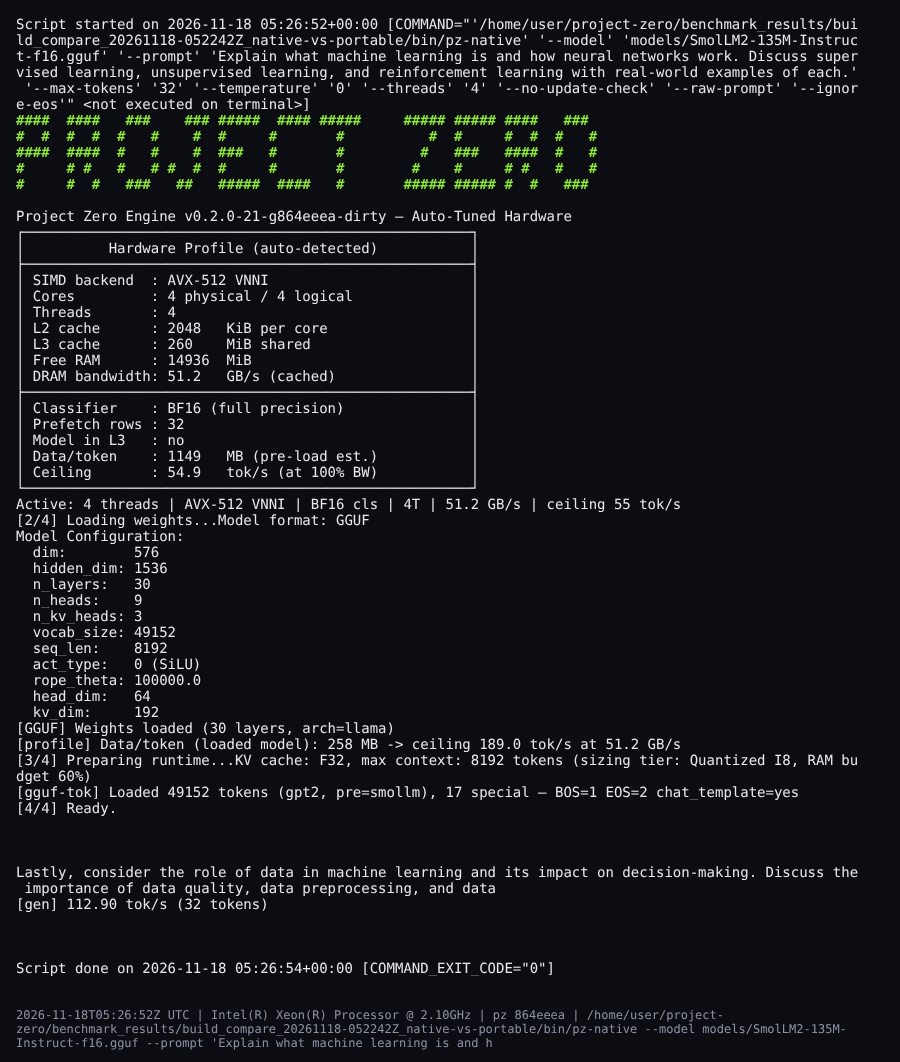 Script started on 2026-11-18 05:26:52+00:00 [COMMAND="'/home/user/project-zero/benchmark_results/bui
ld_compare_20261118-052242Z_native-vs-portable/bin/pz-native' '--model' 'models/SmolLM2-135M-Instruc
t-f16.gguf' '--prompt' 'Explain what machine learning is and how neural networks work. Discuss super
vised learning, unsupervised learning, and reinforcement learning with real-world examples of each.'
 '--max-tokens' '32' '--temperature' '0' '--threads' '4' '--no-update-check' '--raw-prompt' '--ignor
e-eos'" <not executed on terminal>]
PROJECT ZERO
Project Zero Engine v0.2.0-21-g864eeea-dirty — Auto-Tuned Hardware
Hardware Profile (auto-detected)
SIMD backend  : AVX-512 VNNI
Cores         : 4 physical / 4 logical
Threads       : 4
L2 cache      : 2048   KiB per core
L3 cache      : 260    MiB shared
Free RAM      : 14936  MiB
DRAM bandwidth: 51.2   GB/s (cached)
Classifier    : BF16 (full precision)
Prefetch rows : 32
Model in L3   : no
Data/token    : 1149   MB (pre-load est.)
Ceiling       : 54.9   tok/s (at 100% BW)
Active: 4 threads | AVX-512 VNNI | BF16 cls | 4T | 51.2 GB/s | ceiling 55 tok/s
[2/4] Loading weights...Model format: GGUF
Model Configuration:
  dim:        576
  hidden_dim: 1536
  n_layers:   30
  n_heads:    9
  n_kv_heads: 3
  vocab_size: 49152
  seq_len:    8192
  act_type:   0 (SiLU)
  rope_theta: 100000.0
  head_dim:   64
  kv_dim:     192
[GGUF] Weights loaded (30 layers, arch=llama)
[profile] Data/token (loaded model): 258 MB -> ceiling 189.0 tok/s at 51.2 GB/s
[3/4] Preparing runtime...KV cache: F32, max context: 8192 tokens (sizing tier: Quantized I8, RAM bu
dget 60%)
[gguf-tok] Loaded 49152 tokens (gpt2, pre=smollm), 17 special — BOS=1 EOS=2 chat_template=yes
[4/4] Ready.
Lastly, consider the role of data in machine learning and its impact on decision-making. Discuss the
 importance of data quality, data preprocessing, and data
[gen] 112.90 tok/s (32 tokens)
Script done on 2026-11-18 05:26:54+00:00 [COMMAND_EXIT_CODE="0"]
2026-11-18T05:26:52Z UTC | Intel(R) Xeon(R) Processor @ 2.10GHz | pz 864eeea | /home/user/project-
zero/benchmark_results/build_compare_20261118-052242Z_native-vs-portable/bin/pz-native --model models/SmolLM2-135M-
Instruct-f16.gguf --prompt 'Explain what machine learning is and h